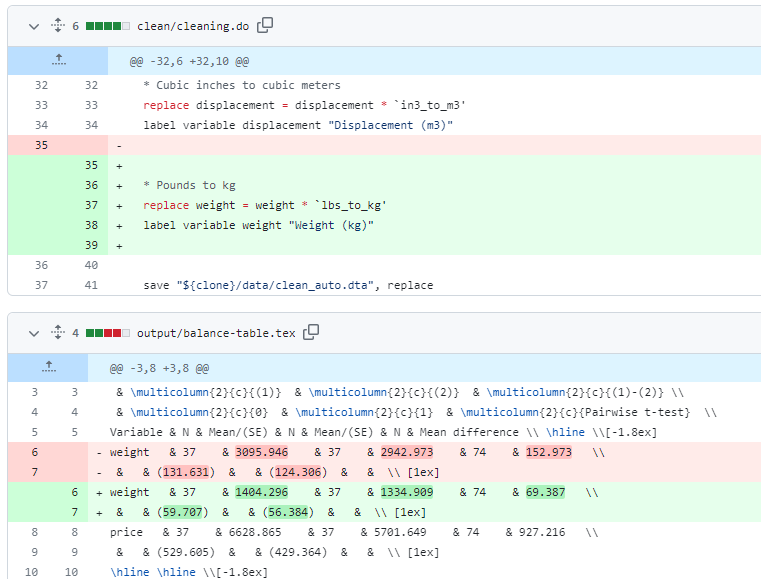 6 clean/cleaning.do
@@ -32,6 +32,10 @@
32 32 * Cubic inches to cubic meters
33 33 replace displacement = displacement * `in3_to_m3'
34 34 label variable displacement "Displacement (m3)"
35 -
35 +
36 + * Pounds to kg
37 + replace weight = weight * `lbs_to_kg'
38 + label variable weight "Weight (kg)"
39 +
36 40
37 41 save "${clone}/data/clean_auto.dta", replace
4 output/balance-table.tex
@@ -3,8 +3,8 @@
3 3 & \multicolumn{2}{c}{(1)} & \multicolumn{2}{c}{(2)} & \multicolumn{2}{c}{(1)-(2)} \\
4 4 & \multicolumn{2}{c}{0} & \multicolumn{2}{c}{1} & \multicolumn{2}{c}{Pairwise t-test} \\
5 5 Variable & N & Mean/(SE) & N & Mean/(SE) & N & Mean difference \\ \hline \\[-1.8ex]
6 - weight & 37 & 3095.946 & 37 & 2942.973 & 74 & 152.973 \\
7 - & & (131.631) & & (124.306) & & \\ [1ex]
6 + weight & 37 & 1404.296 & 37 & 1334.909 & 74 & 69.387 \\
7 + & & (59.707) & & (56.384) & & \\ [1ex]
8 8 price & 37 & 6628.865 & 37 & 5701.649 & 74 & 927.216 \\
9 9 & & (529.605) & & (429.364) & & \\ [1ex]
10 10 \hline \hline \\[-1.8ex]